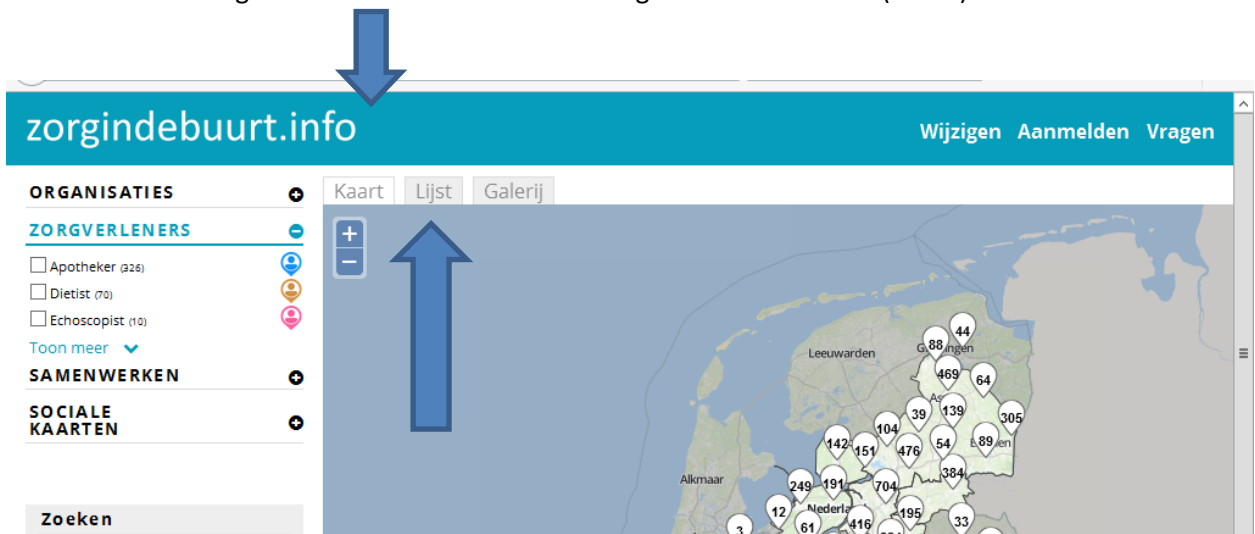 zorgindebuurt.info
Wijzigen Aanmelden Vragen
ORGANISATIES
Kaart Lijst Galerij
ZORGVERLENERS
Apotheker (326)
Dietist (70)
Echoscopist (10)
Toon meer
SAMENWERKEN
SOCIALE
KAARTEN
Zoeken
+
−
Leeuwarden
Alkmaar
44
88
469
64
39
139
305
104
142
151
476
54
89
384
249
191
704
12
61
416
195
33
3